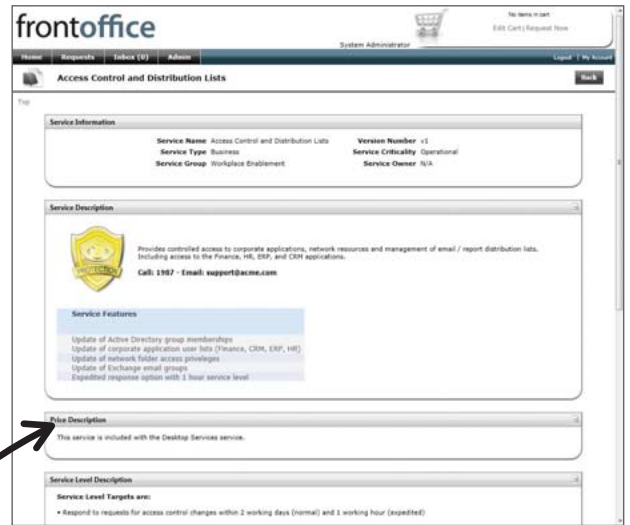 frontoffice
No items in cart
Edit Cart | Request Now
System Administrator
Home Requests Inbox (0) Admin Logout | My Account
Access Control and Distribution Lists Back
Top
Service Information
Service Name Access Control and Distribution Lists Version Number v1
Service Type Business Service Criticality Operational
Service Group Workplace Enablement Service Owner N/A
Service Description
PROTECTION
Provides controlled access to corporate applications, network resources and management of email / report distribution lists.
Including access to the Finance, HR, ERP, and CRM applications.
Call: 1987 - Email: support@acme.com
Service Features
Update of Active Directory group memberships
Update of corporate application user lists (Finance, CRM, ERP, HR)
Update of network folder access priveleges
Update of Exchange email groups
Expedited response option with 1 hour service level
Price Description
This service is included with the Desktop Services service.
Service Level Description
Service Level Targets are:
• Respond to requests for access control changes within 2 working days (normal) and 1 working hour (expedited)